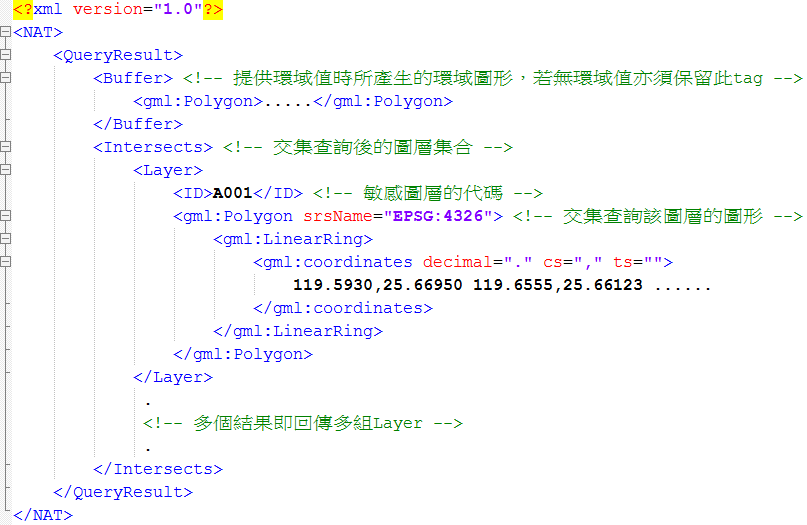 <?xml version="1.0"?>
<NAT>
<QueryResult>
<Buffer> <!-- 提供環域值時所產生的環域圖形，若無環域值亦須保留此tag -->
<gml:Polygon>.....</gml:Polygon>
</Buffer>
<Intersects> <!-- 交集查詢後的圖層集合 -->
<Layer>
<ID>A001</ID> <!-- 敏感圖層的代碼 -->
<gml:Polygon srsName="EPSG:4326"> <!-- 交集查詢該圖層的圖形 -->
<gml:LinearRing>
<gml:coordinates decimal="." cs="," ts="">
119.5930,25.66950 119.6555,25.66123 ......
</gml:coordinates>
</gml:LinearRing>
</gml:Polygon>
</Layer>
.
<!-- 多個結果即回傳多組Layer -->
.
</Intersects>
</QueryResult>
</NAT>